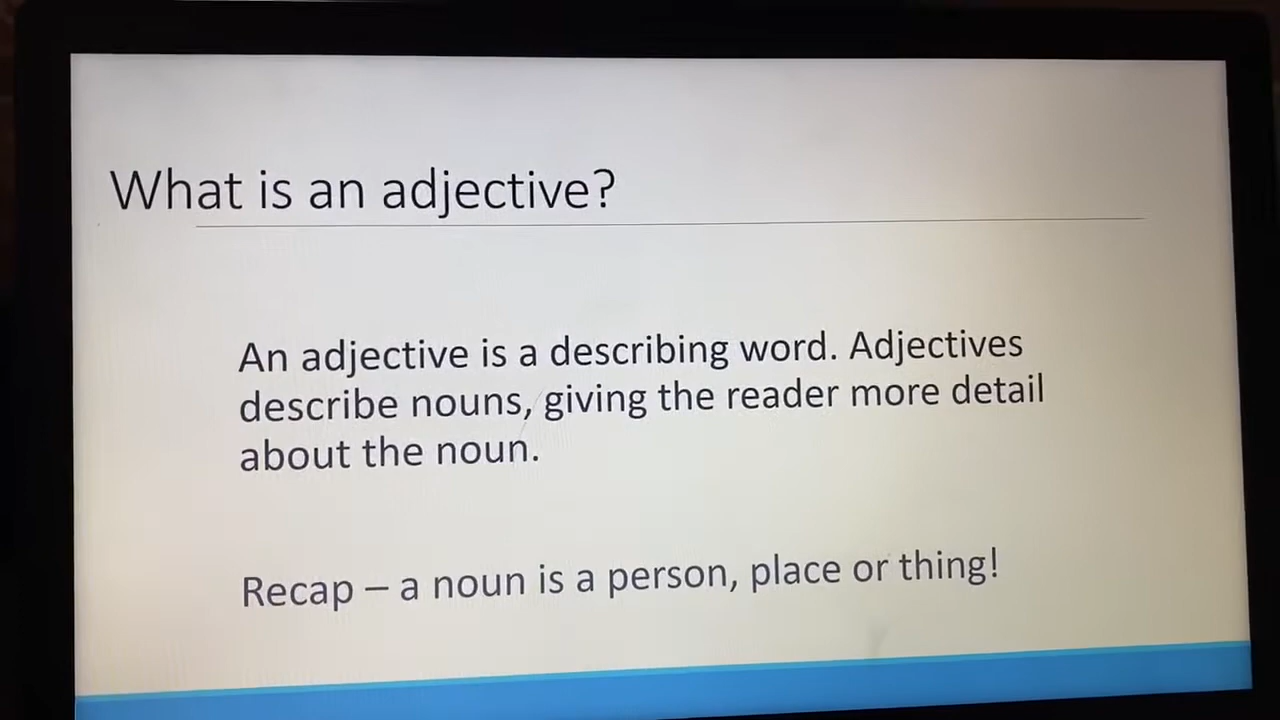 What is an adjective?
An adjective is a describing word. Adjectives
describe nouns, giving the reader more detail
about the noun.
Recap – a noun is a person, place or thing!